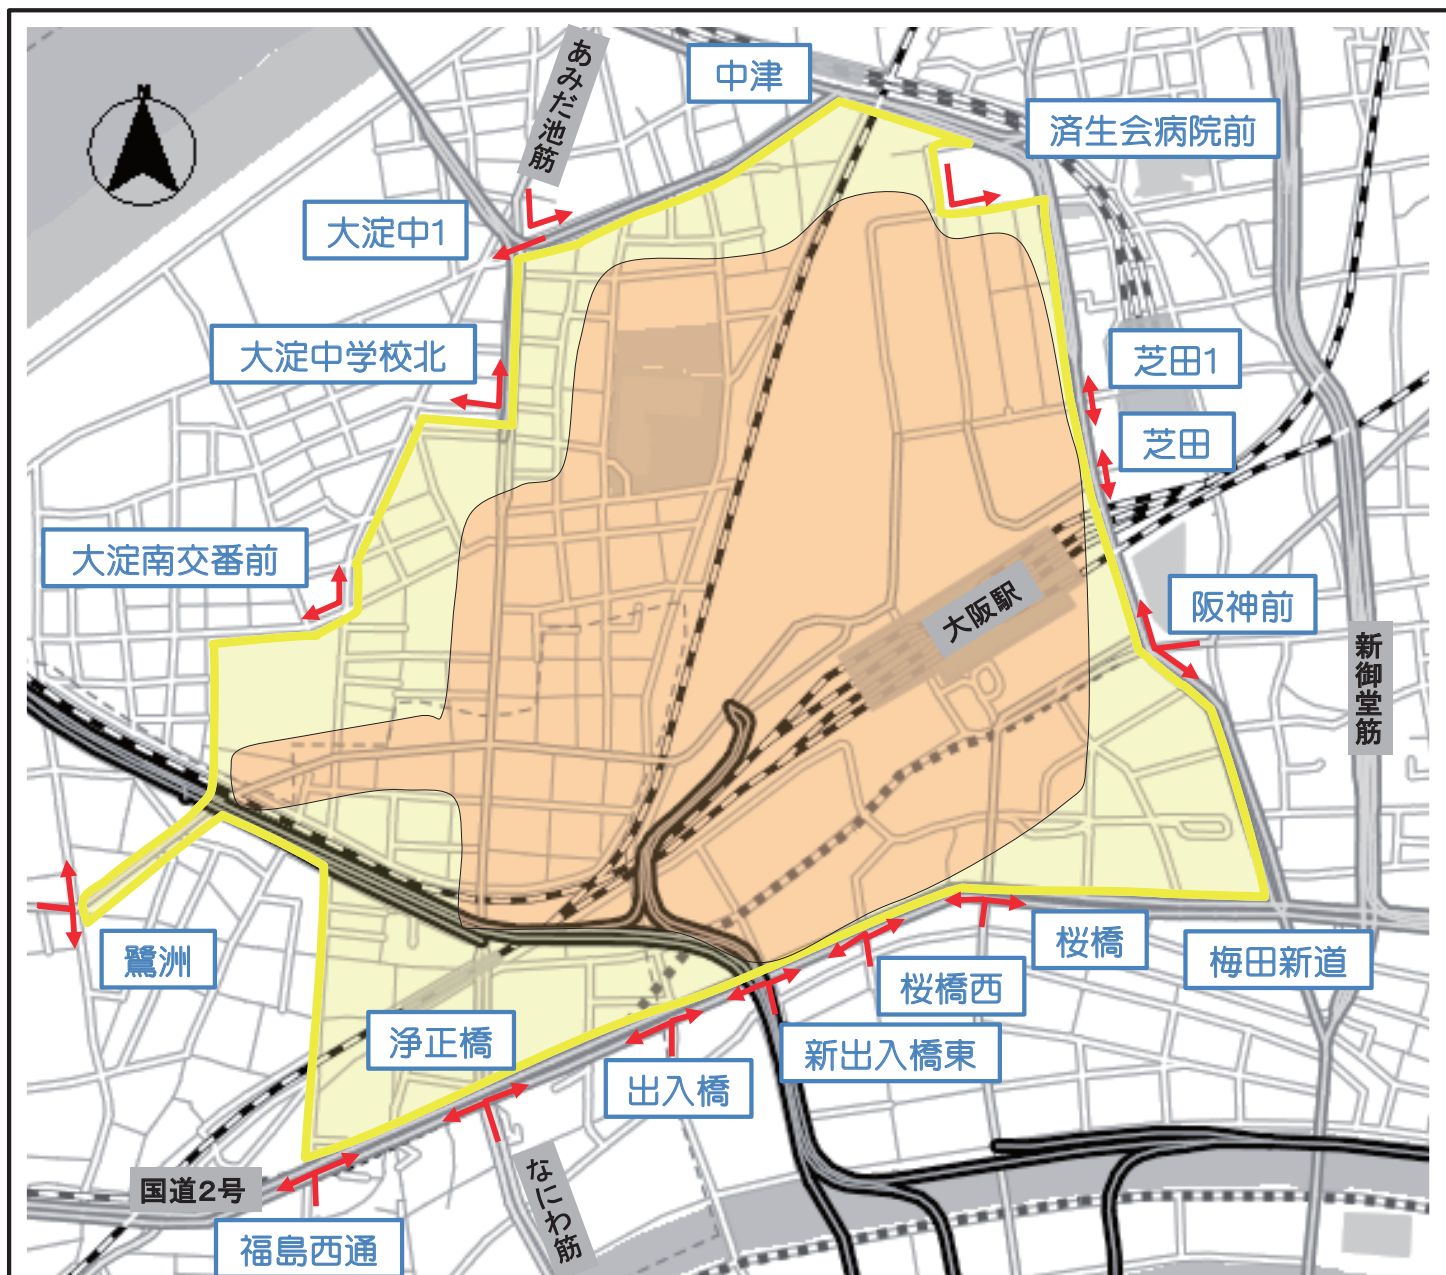 あみだ池筋
中津
N
済生会病院前
大淀中1
大淀中学校北
芝田1
芝田
大淀南交番前
大阪駅
阪神前
新御堂筋
鷺洲
桜橋
梅田新道
桜橋西
浄正橋
新出入橋東
出入橋
なにわ筋
国道2号
福島西通